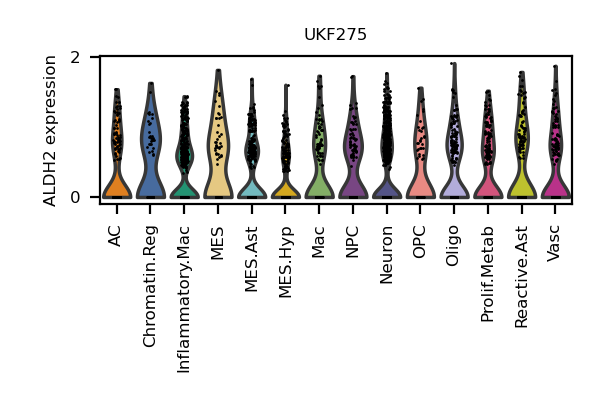 UKF275
ALDH2 expression
2
0
AC
Chromatin.Reg
Inflammatory.Mac
MES
MES.Ast
MES.Hyp
Mac
NPC
Neuron
OPC
Oligo
Prolif.Metab
Reactive.Ast
Vasc